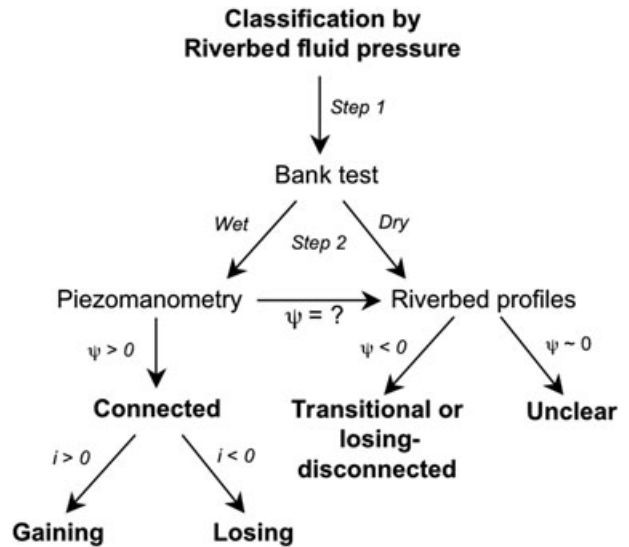 Classification by
Riverbed fluid pressure
Step 1
Bank test
Wet
Dry
Step 2
Piezomanometry
Riverbed profiles
ψ = ?
ψ > 0
ψ < 0
ψ ~ 0
Connected
Transitional or
losing-
disconnected
Unclear
i > 0
i < 0
Gaining
Losing